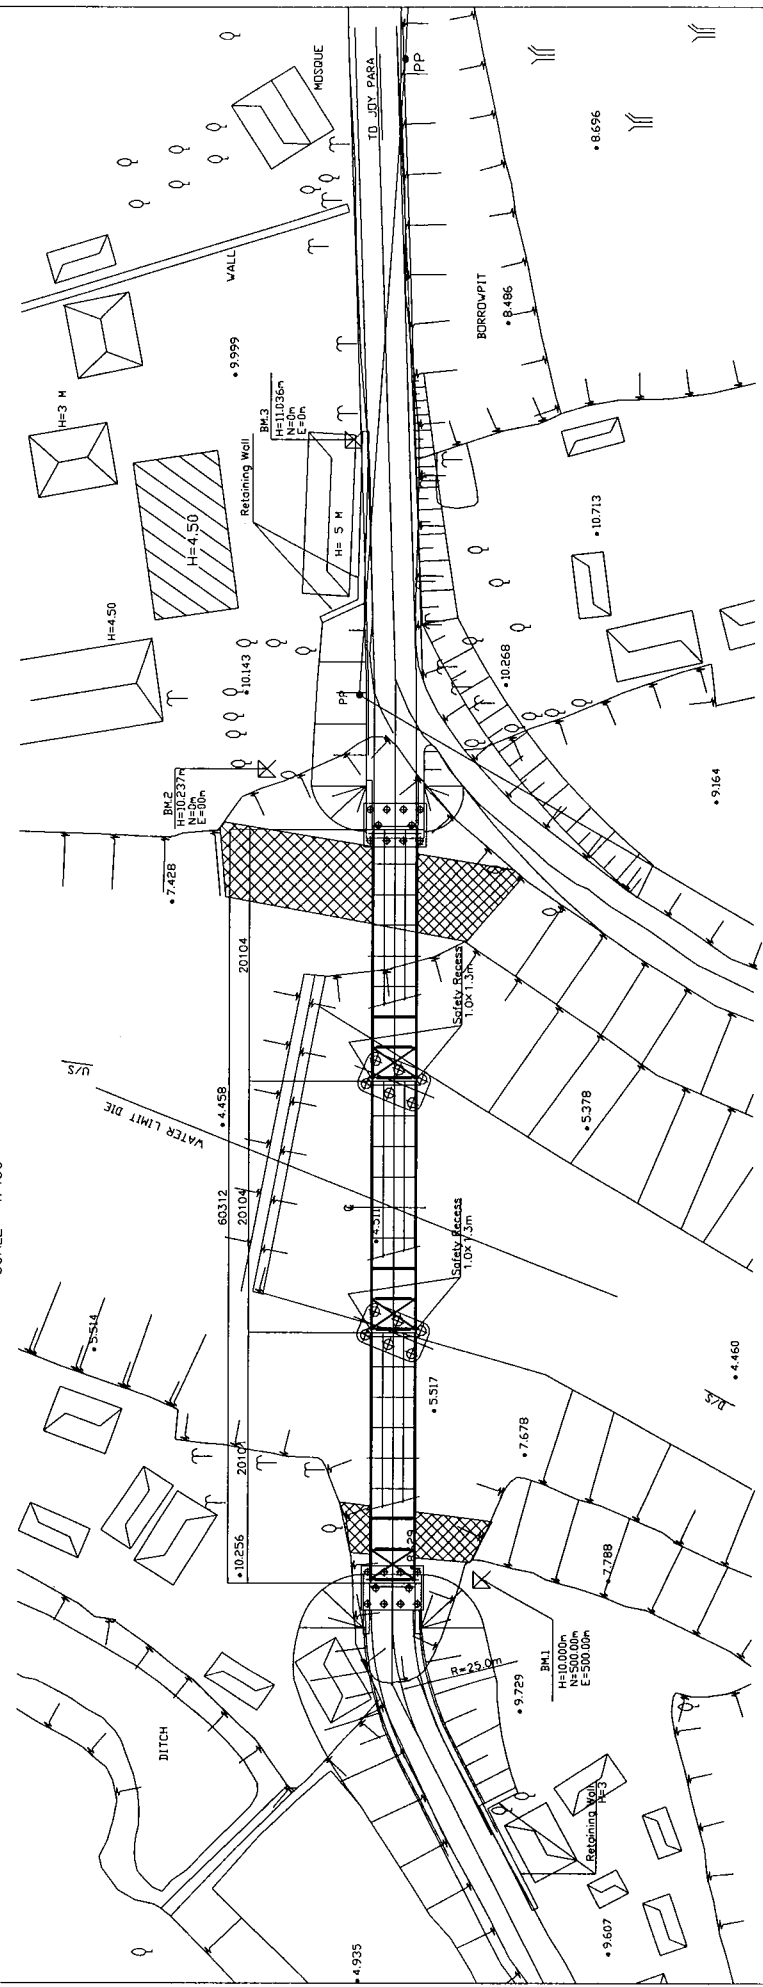 MOSQUE
TO JOY PARA
PP
8.696
WALL
BORROWPIT
8.486
9.999
H=3 M
BM.3
H=11.036m
N=0m
E=0m
Retaining Wall
H= 5 M
H=4.50
10.713
H=4.50
10.143
PP
10.268
BM.2
H=10.237m
N=0m
E=00m
9.164
7.428
20104
Safety Recess
1.0X1.3m
U/S
WATER LIMIT DIE
4.458
5.378
60312
20104
4.511
Safety Recess
1.0X1.3m
5.514
4.460
D/S
5.517
7.678
10.256
7.788
BM.1
H=10.000m
N=500.00m
E=500.00m
R=25.0m
9.729
DITCH
Retaining Wall
H=3
9.607
4.935